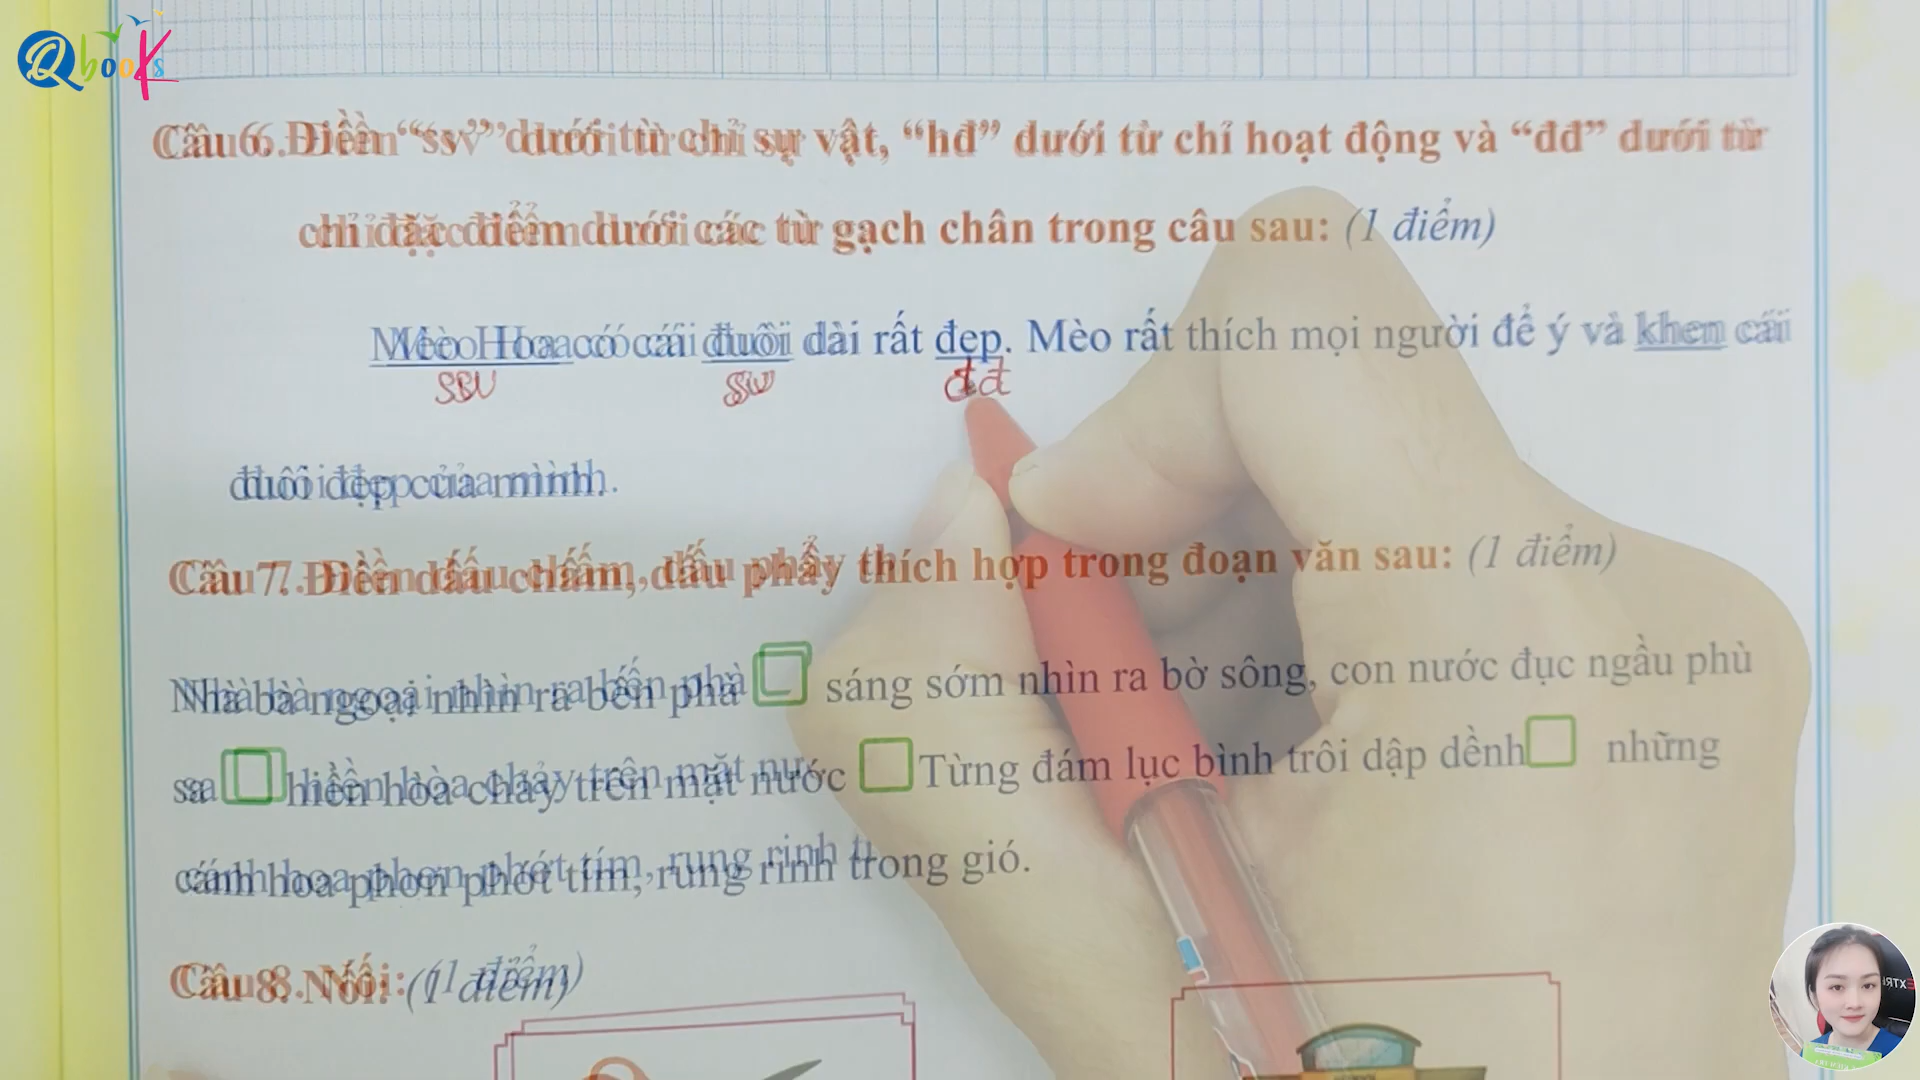 Qbooks
Câu 6. Điền “sv” dưới từ chỉ sự vật, “hđ” dưới từ chỉ hoạt động và “đđ” dưới từ
chỉ đặc điểm dưới các từ gạch chân trong câu sau: (1 điểm)
Mèo Hoa có cái đuôi dài rất đẹp. Mèo rất thích mọi người để ý và khen cái
sv sv đđ
đuôi đẹp của mình.
Câu 7. Điền dấu chấm, dấu phẩy thích hợp trong đoạn văn sau: (1 điểm)
Nhà bà ngoại nhìn ra bến phà sáng sớm nhìn ra bờ sông, con nước đục ngầu phù
sa hiền hòa chảy trên mặt nước Từng đám lục bình trôi dập dềnh những
cánh hoa phơn phớt tím, rung rinh trong gió.
Câu 8. Nối: (1 điểm)